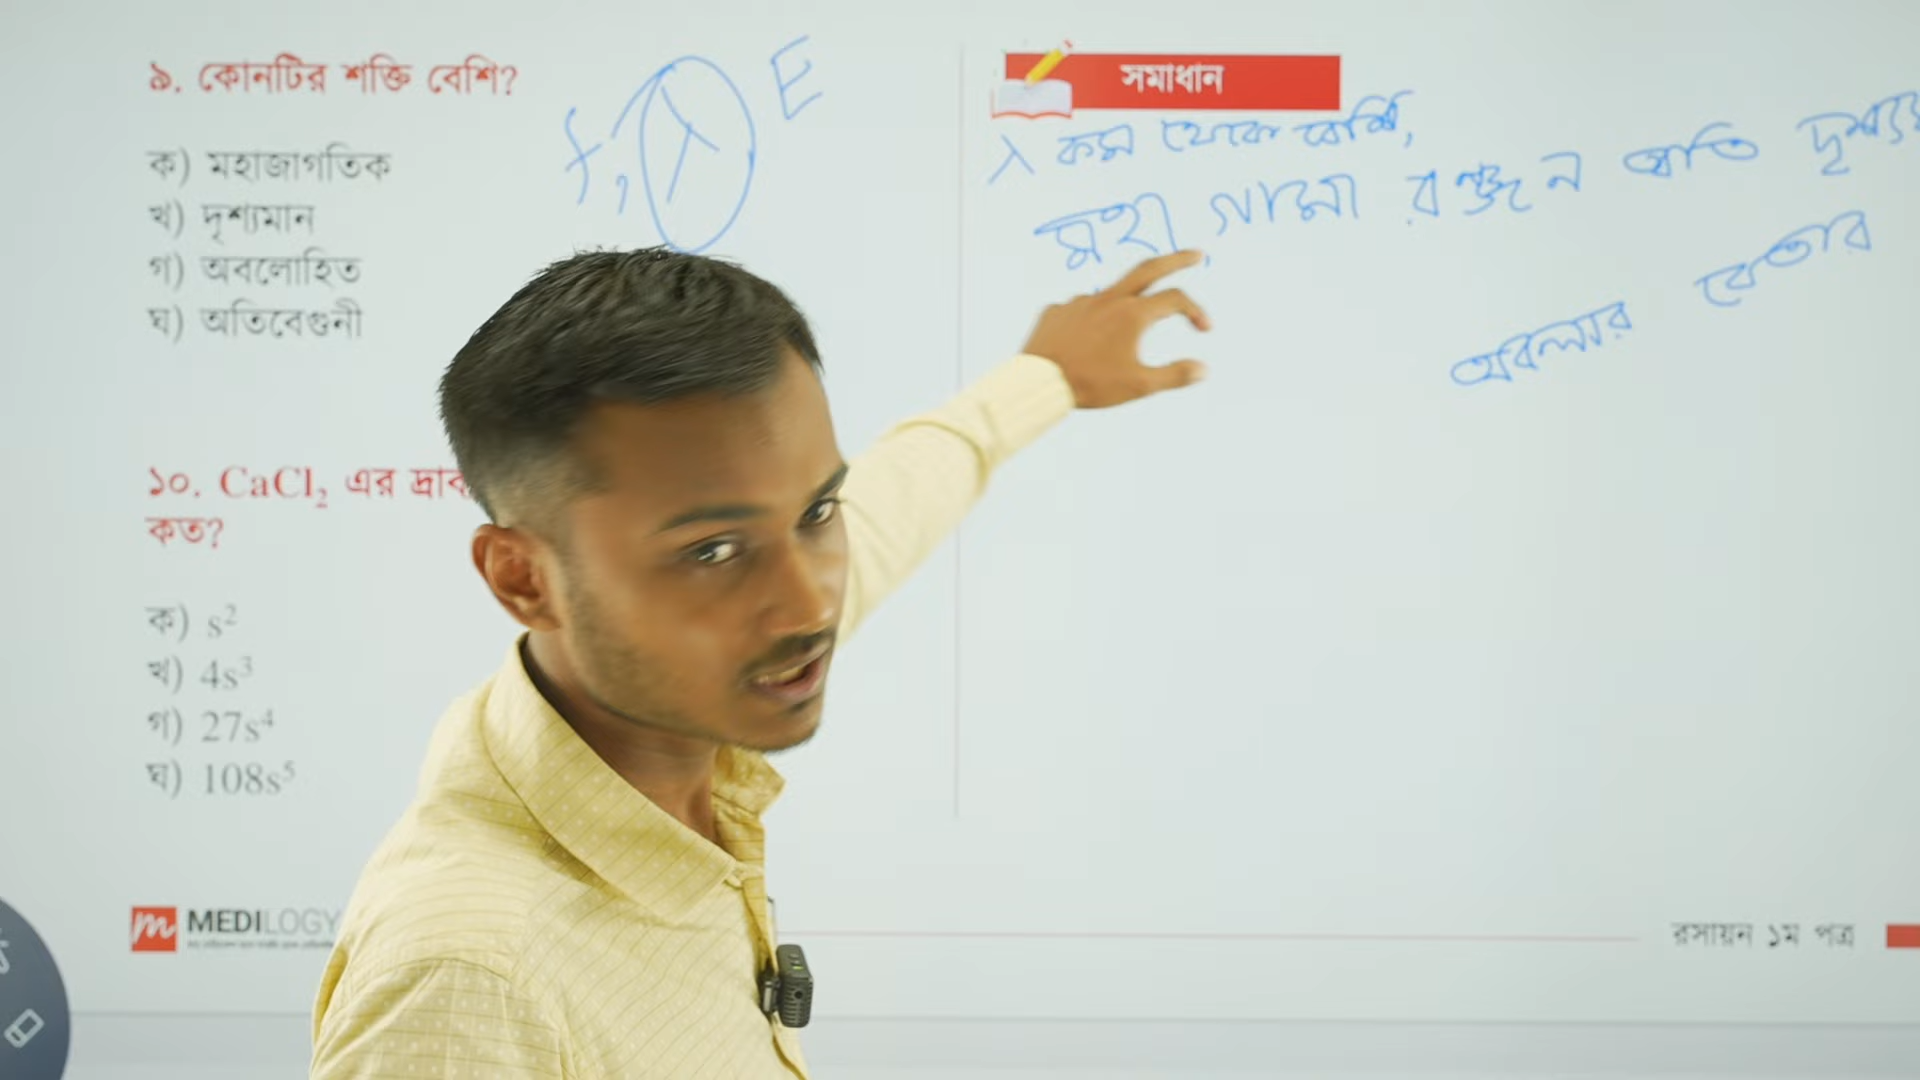 ৯. কোনটির শক্তি বেশি?
ক) মহাজাগতিক
খ) দৃশ্যমান
গ) অবলোহিত
ঘ) অতিবেগুনী
f, λ E
১০. CaCl₂ এর
কত?
ক) s²
খ) 4s³
গ) 27s⁴
ঘ) 108s⁵
সমাধান
λ কম থেকে বেশি,
মহা গামা রঞ্জন অতি
অবলার বেতার
m MEDILOGY
রসায়ন ১ম পত্র